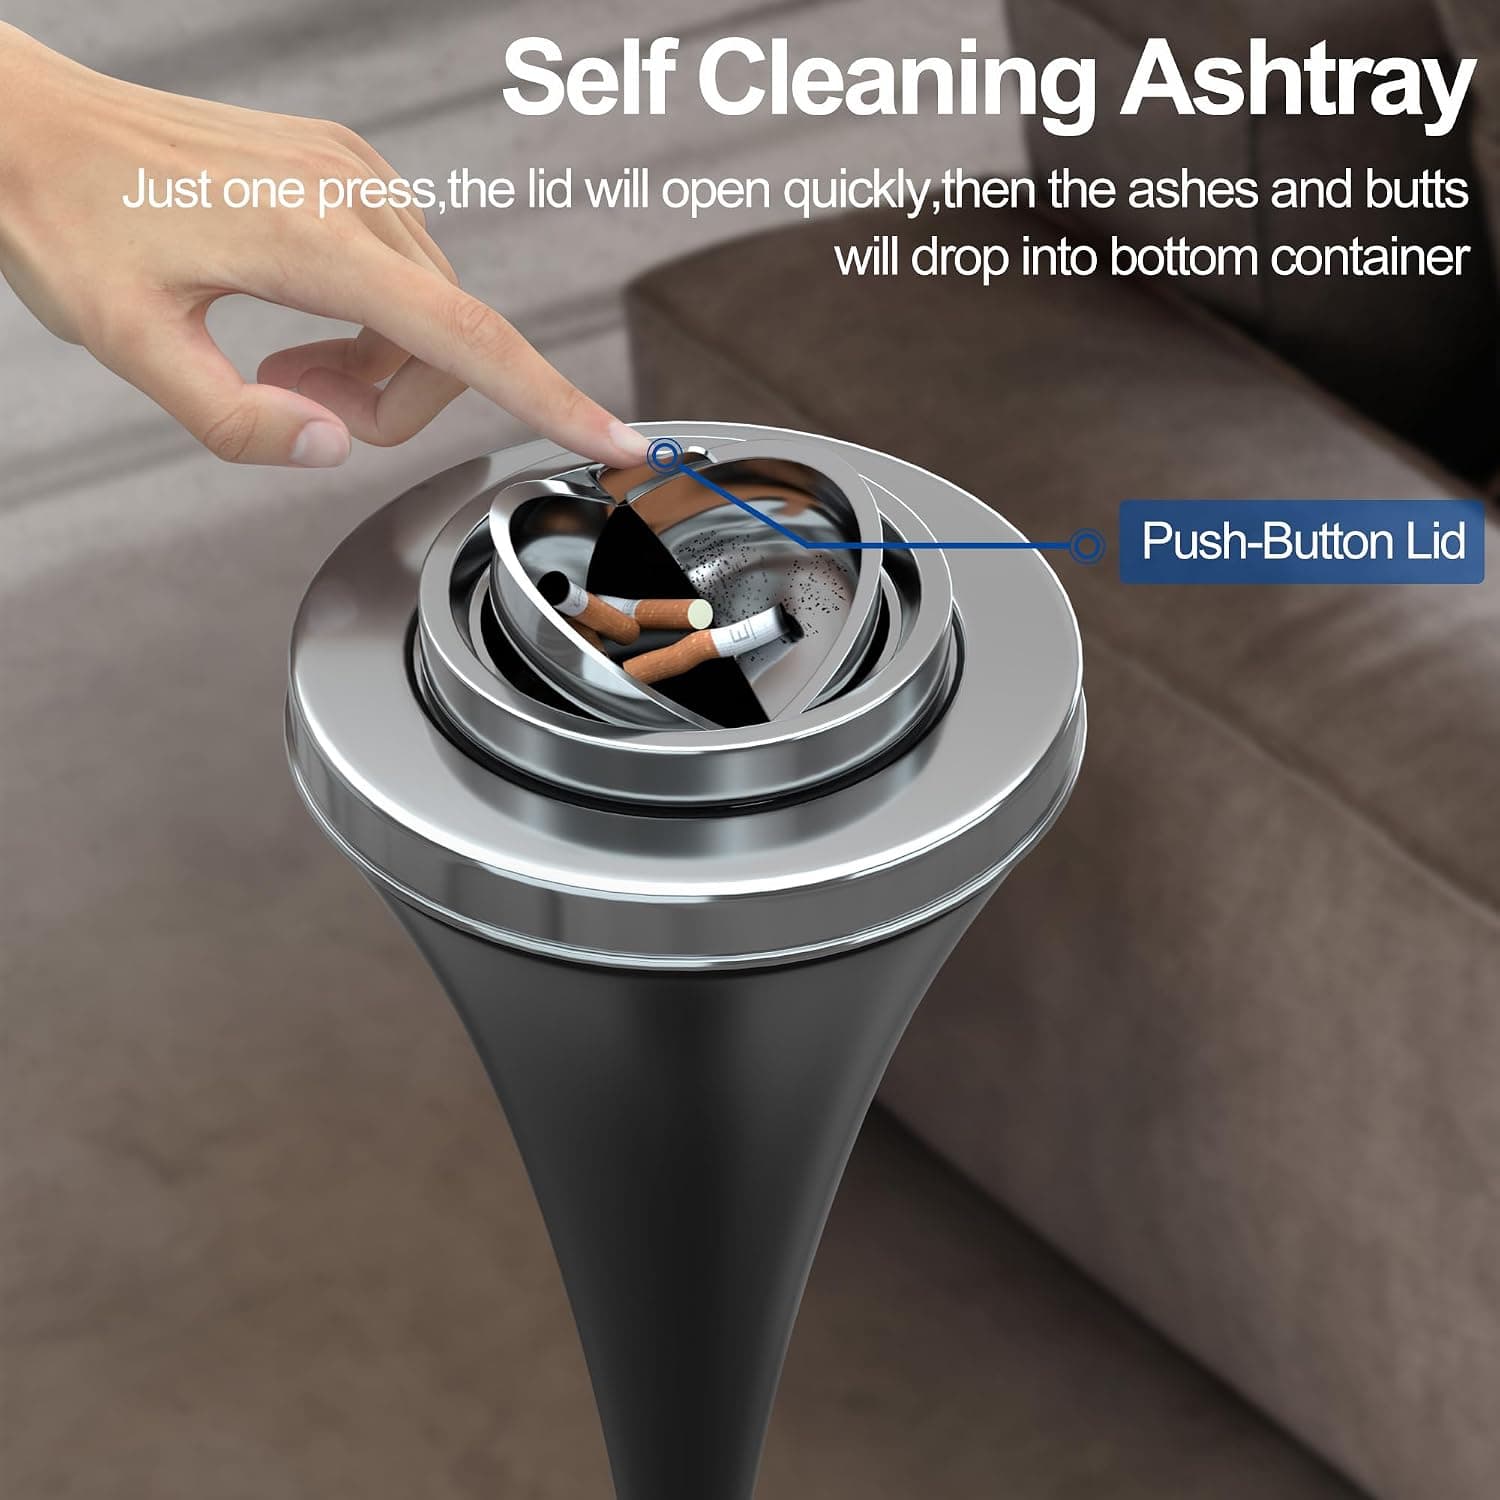 Self Cleaning Ashtray
Just one press,the lid will open quickly,then the ashes and butts
will drop into bottom container
Push-Button Lid